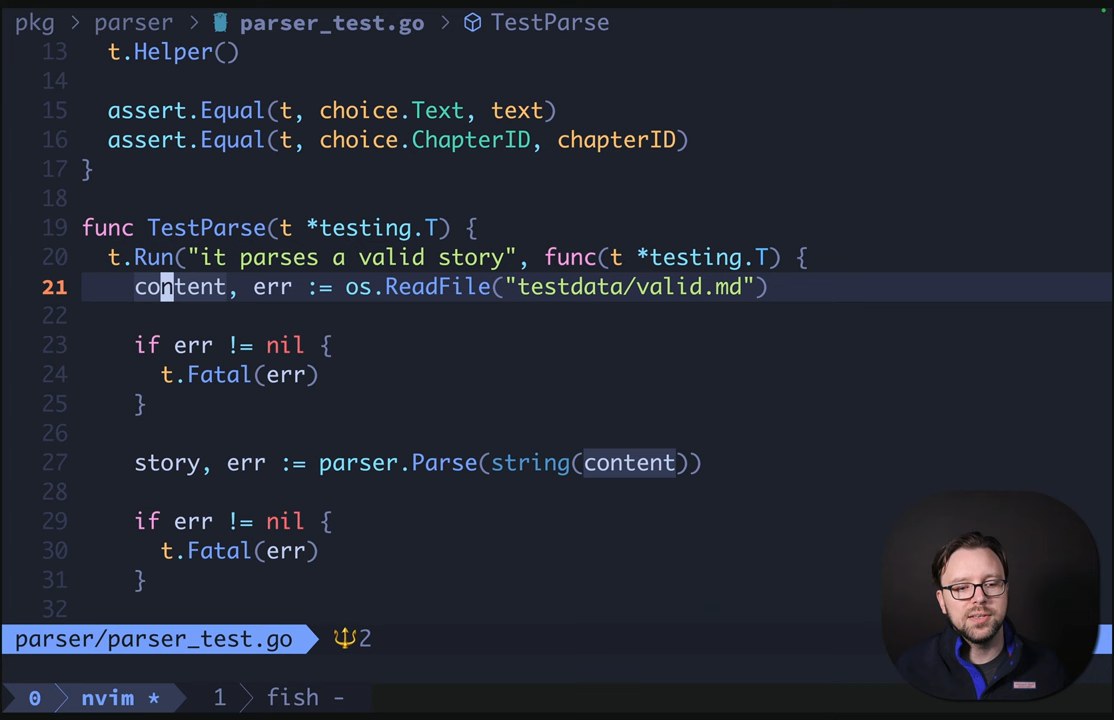 pkg > parser > parser_test.go > TestParse
13 t.Helper()
14
15 assert.Equal(t, choice.Text, text)
16 assert.Equal(t, choice.ChapterID, chapterID)
17 }
18
19 func TestParse(t *testing.T) {
20 t.Run("it parses a valid story", func(t *testing.T) {
21 content, err := os.ReadFile("testdata/valid.md")
22
23 if err != nil {
24 t.Fatal(err)
25 }
26
27 story, err := parser.Parse(string(content))
28
29 if err != nil {
30 t.Fatal(err)
31 }
32
parser/parser_test.go 2
0 nvim * 1 fish -